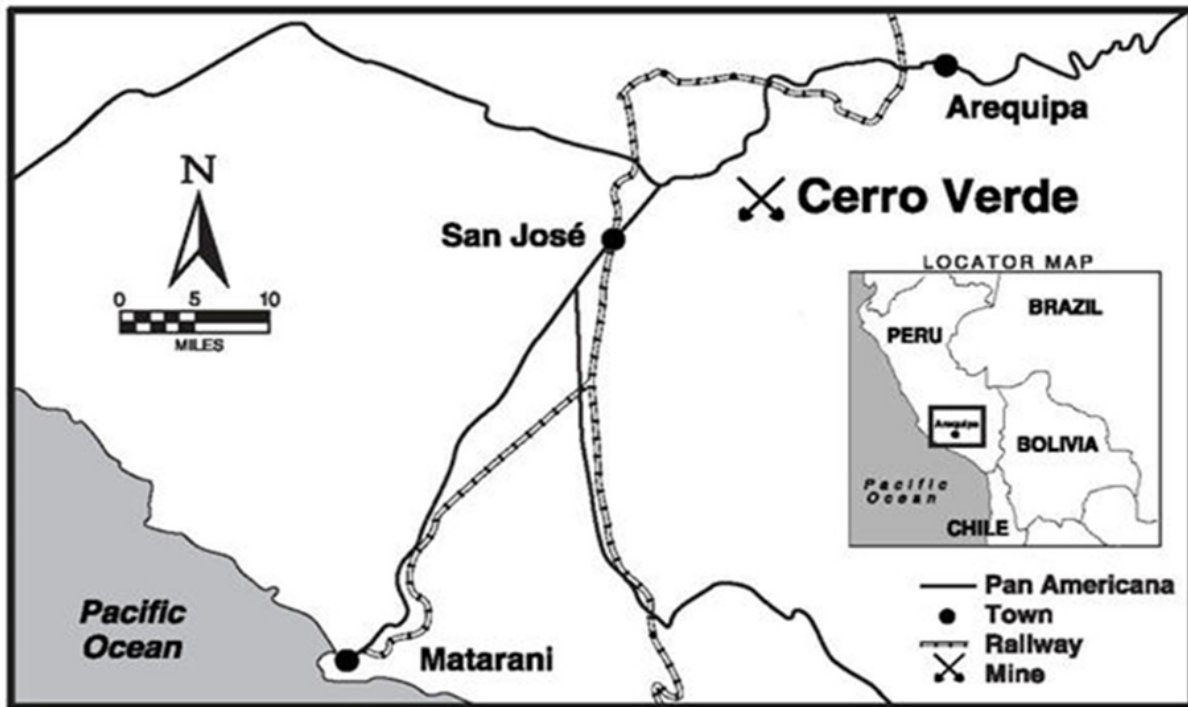 Arequipa
N
Cerro Verde
San José
0 5 10
MILES
LOCATOR MAP
BRAZIL
PERU
Arequipa
BOLIVIA
Pacific
Ocean
CHILE
Pan Americana
Town
Railway
Mine
Pacific
Ocean
Matarani